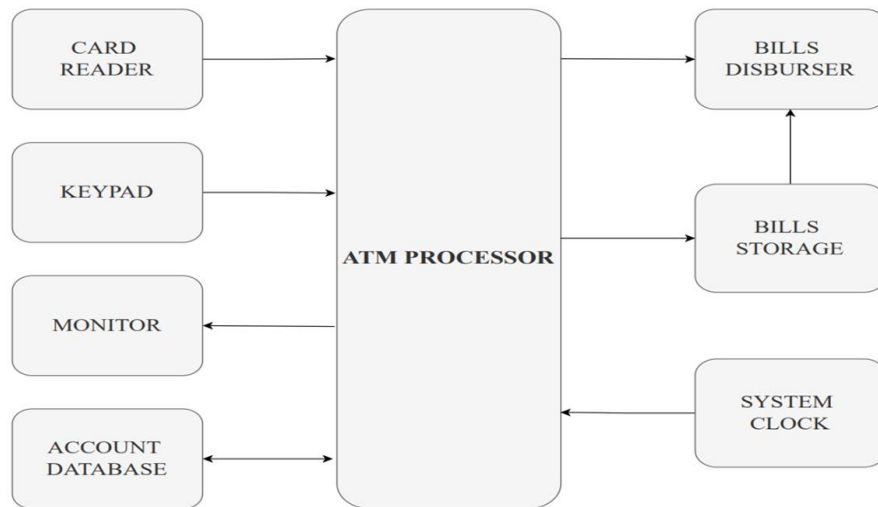 CARD
READER
KEYPAD
MONITOR
ACCOUNT
DATABASE
ATM PROCESSOR
BILLS
DISBURSER
BILLS
STORAGE
SYSTEM
CLOCK